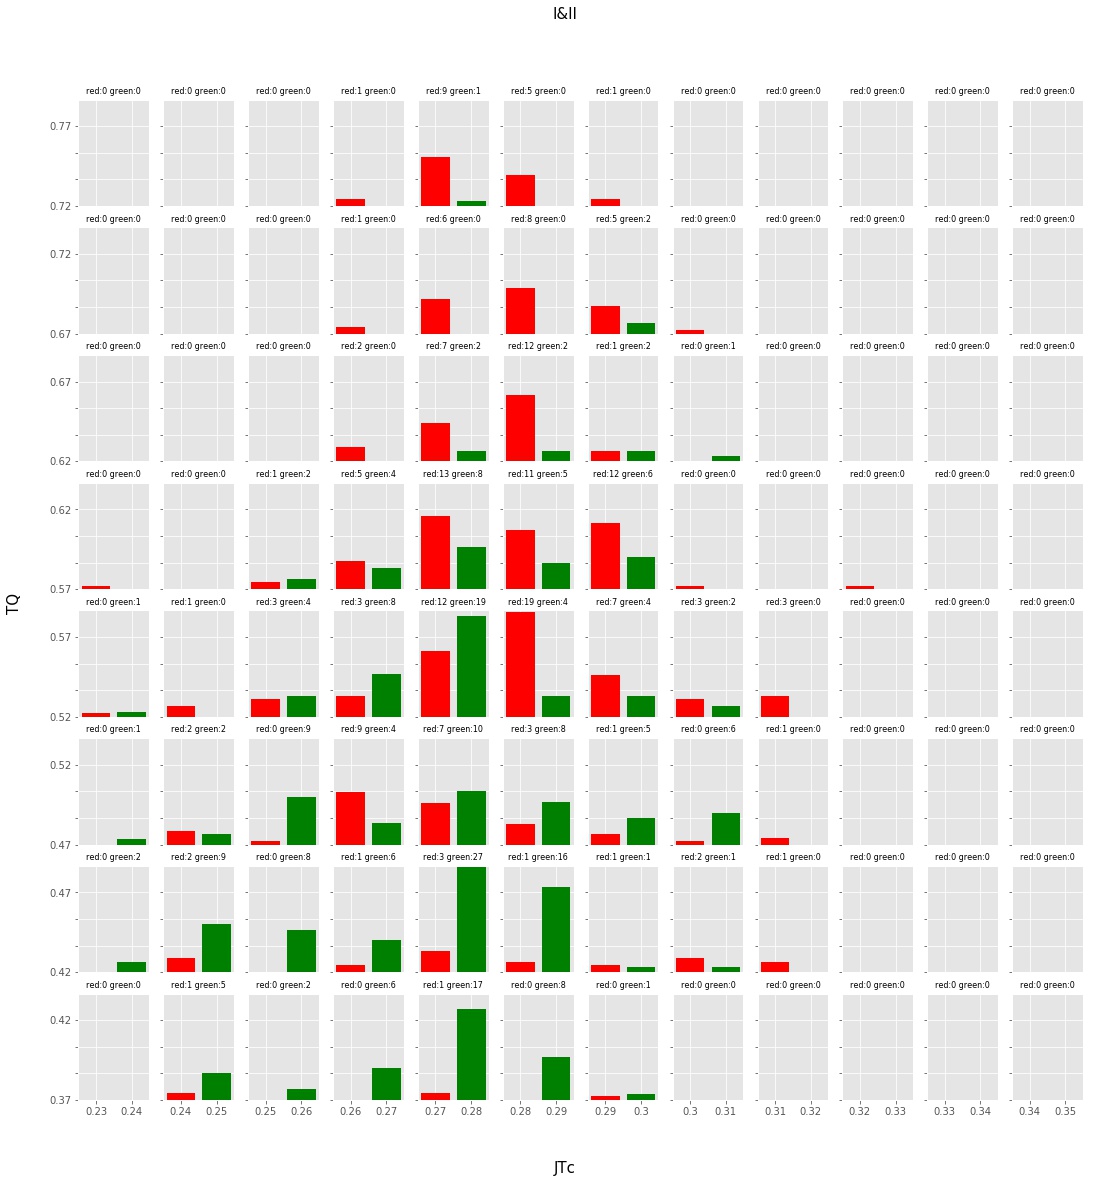 I&II
red:0 green:0 red:0 green:0 red:0 green:0 red:1 green:0 red:9 green:1 red:5 green:0 red:1 green:0 red:0 green:0 red:0 green:0 red:0 green:0 red:0 green:0 red:0 green:0
0.77
0.72
red:0 green:0 red:0 green:0 red:0 green:0 red:1 green:0 red:6 green:0 red:8 green:0 red:5 green:2 red:0 green:0 red:0 green:0 red:0 green:0 red:0 green:0 red:0 green:0
0.72
0.67
red:0 green:0 red:0 green:0 red:0 green:0 red:2 green:0 red:7 green:2 red:12 green:2 red:1 green:2 red:0 green:1 red:0 green:0 red:0 green:0 red:0 green:0 red:0 green:0
0.67
0.62
red:0 green:0 red:0 green:0 red:1 green:2 red:5 green:4 red:13 green:8 red:11 green:5 red:12 green:6 red:0 green:0 red:0 green:0 red:0 green:0 red:0 green:0 red:0 green:0
0.62
0.57
red:0 green:1 red:1 green:0 red:3 green:4 red:3 green:8 red:12 green:19 red:19 green:4 red:7 green:4 red:3 green:2 red:3 green:0 red:0 green:0 red:0 green:0 red:0 green:0
TQ
0.57
0.52
red:0 green:1 red:2 green:2 red:0 green:9 red:9 green:4 red:7 green:10 red:3 green:8 red:1 green:5 red:0 green:6 red:1 green:0 red:0 green:0 red:0 green:0 red:0 green:0
0.52
0.47
red:0 green:2 red:2 green:9 red:0 green:8 red:1 green:6 red:3 green:27 red:1 green:16 red:1 green:1 red:2 green:1 red:1 green:0 red:0 green:0 red:0 green:0 red:0 green:0
0.47
0.42
red:0 green:0 red:1 green:5 red:0 green:2 red:0 green:6 red:1 green:17 red:0 green:8 red:0 green:1 red:0 green:0 red:0 green:0 red:0 green:0 red:0 green:0 red:0 green:0
0.42
0.37
0.23 0.24 0.24 0.25 0.25 0.26 0.26 0.27 0.27 0.28 0.28 0.29 0.29 0.3 0.3 0.31 0.31 0.32 0.32 0.33 0.33 0.34 0.34 0.35
JTc